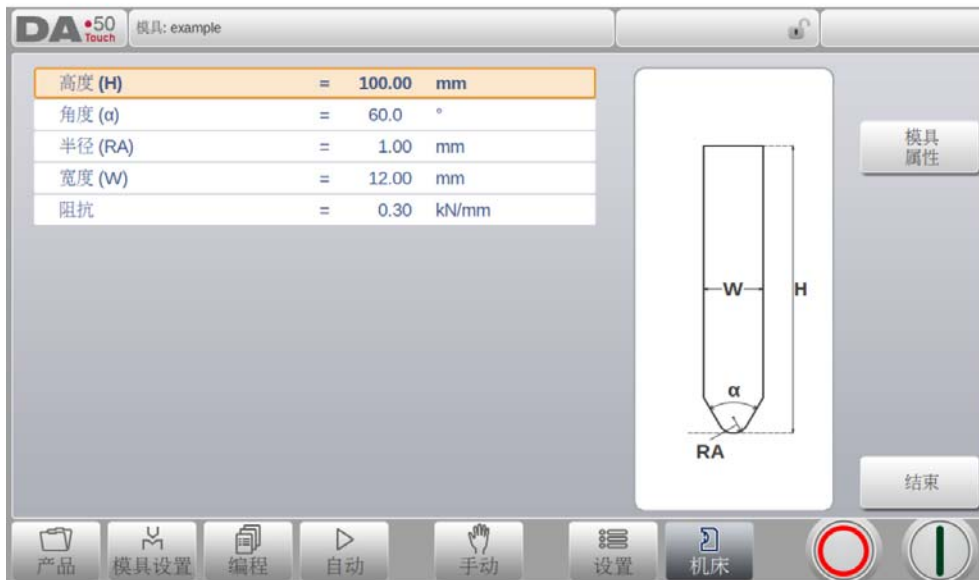 DA•50 Touch
模具: example
高度 (H) = 100.00 mm
角度 (α) = 60.0 °
半径 (RA) = 1.00 mm
宽度 (W) = 12.00 mm
阻抗 = 0.30 kN/mm
W
H
α
RA
模具
属性
结束
产品
模具设置
编程
自动
手动
设置
机床